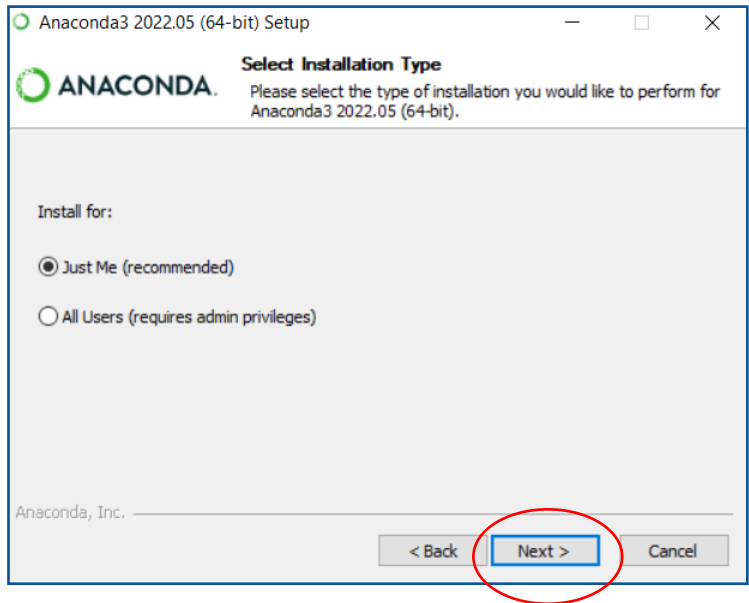 Anaconda3 2022.05 (64-bit) Setup
ANACONDA.
Select Installation Type
Please select the type of installation you would like to perform for
Anaconda3 2022.05 (64-bit).
Install for:
Just Me (recommended)
All Users (requires admin privileges)
Anaconda, Inc.
< Back Next > Cancel